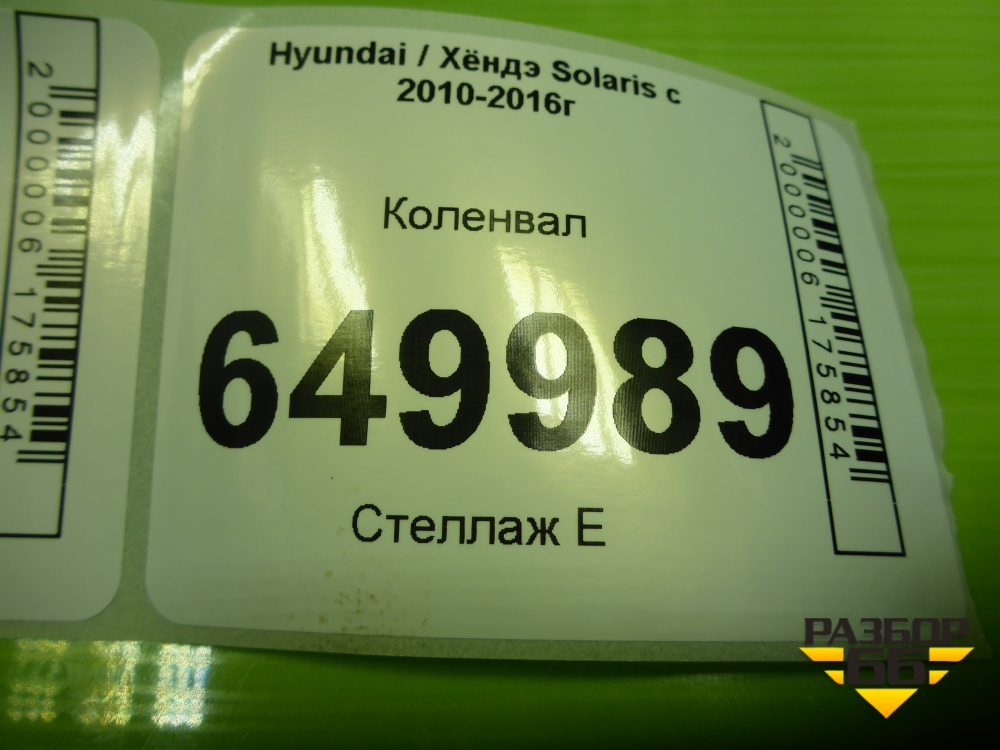 Hyundai / Хёндэ Solaris с
2010-2016г
Коленвал
649989
Стеллаж Е
2000006175854
2000006175854
РАЗБОР
66